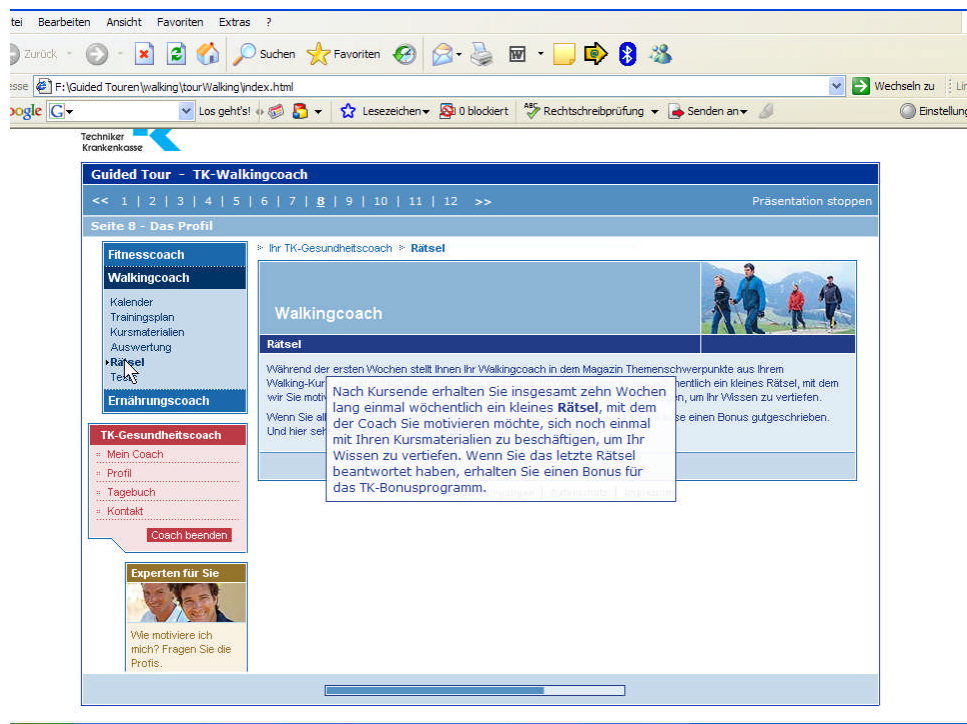 tei Bearbeiten Ansicht Favoriten Extras ?
Zurück Suchen Favoriten
esse F:\Guided Touren\walking\tourWalking\index.html Wechseln zu
oogle G Los geht's! Lesezeichen 0 blockiert ABC Rechtschreibprüfung Senden an Einstellung
Techniker
Krankenkasse
Guided Tour - TK-Walkingcoach
<< 1 | 2 | 3 | 4 | 5 | 6 | 7 | 8 | 9 | 10 | 11 | 12 >> Präsentation stoppen
Seite 8 - Das Profil
Fitnesscoach
Walkingcoach
Kalender
Trainingsplan
Kursmaterialien
Auswertung
Rätsel
Ernährungscoach
TK-Gesundheitscoach
Mein Coach
Profil
Tagebuch
Kontakt
Coach beenden
Experten für Sie
Wie motiviere ich
mich? Fragen Sie die
Profis.
Ihr TK-Gesundheitscoach Rätsel
Walkingcoach
Rätsel
Während der ersten Wochen stellt Ihnen Ihr Walkingcoach in dem Magazin Themenschwerpunkte aus Ihrem
ein kleines Rätsel, mit dem
wir Sie um Ihr Wissen zu vertiefen.
Wenn Sie einen Bonus gutgeschrieben.
Und hier
Nach Kursende erhalten Sie insgesamt zehn Wochen
lang einmal wöchentlich ein kleines Rätsel, mit dem
der Coach Sie motivieren möchte, sich noch einmal
mit Ihren Kursmaterialien zu beschäftigen, um Ihr
Wissen zu vertiefen. Wenn Sie das letzte Rätsel
beantwortet haben, erhalten Sie einen Bonus für
das TK-Bonusprogramm.